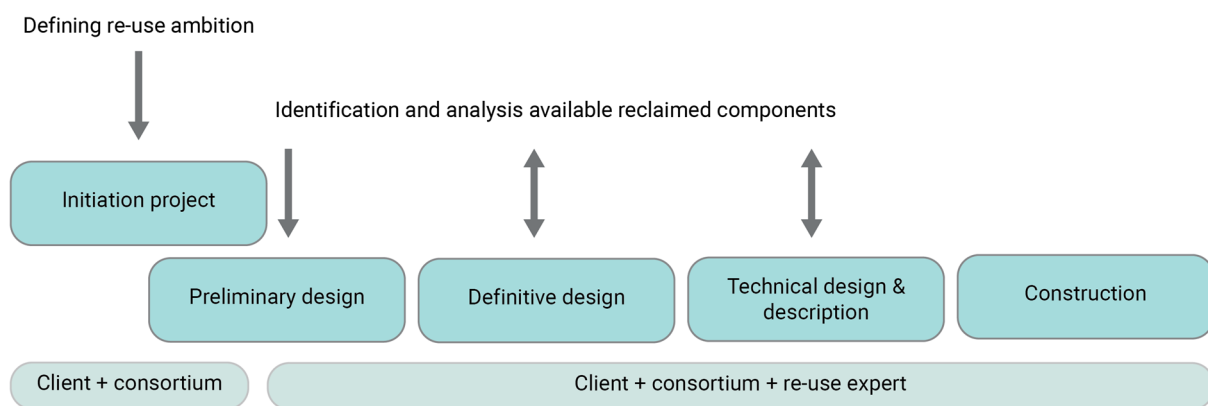 Defining re-use ambition
Identification and analysis available reclaimed components
Initiation project
Preliminary design
Definitive design
Technical design &
description
Construction
Client + consortium
Client + consortium + re-use expert